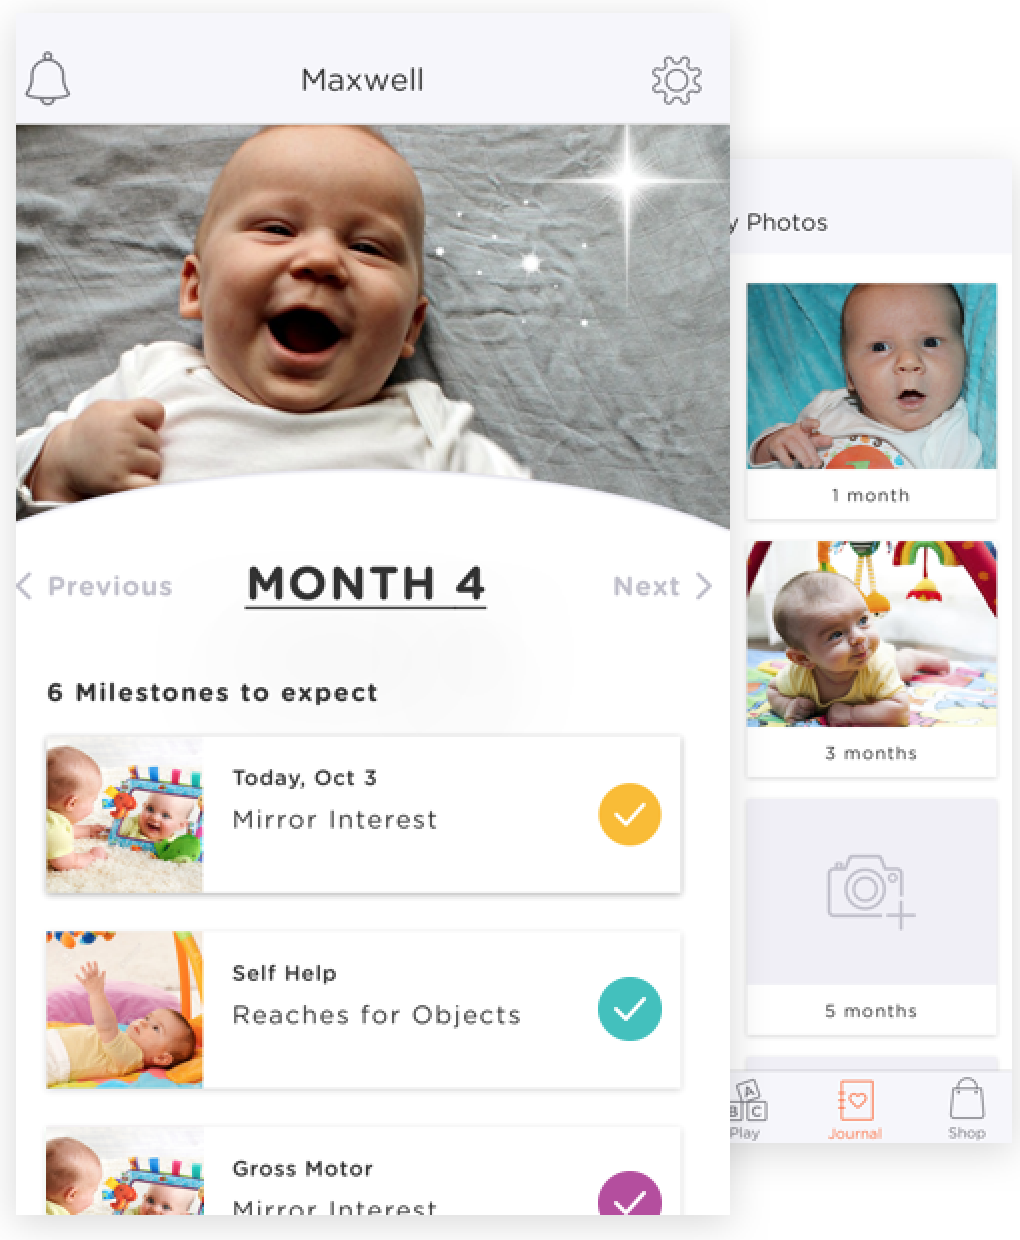 Maxwell
Previous
MONTH 4
Next
6 Milestones to expect
Today, Oct 3
Mirror Interest
Self Help
Reaches for Objects
Gross Motor
Mirror Interest
y Photos
1 month
3 months
5 months
A
B C
Play
Journal
Shop